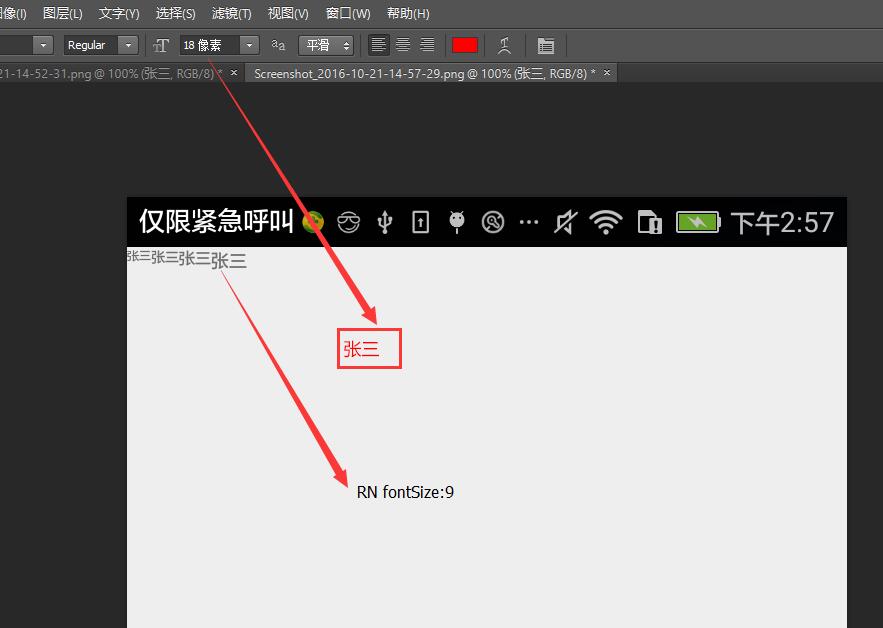 图像(I) 图层(L) 文字(Y) 选择(S) 滤镜(T) 视图(V) 窗口(W) 帮助(H)
Regular 18 像素 aa 平滑
21-14-52-31.png @ 100% (张三, RGB/8) * × Screenshot_2016-10-21-14-57-29.png @ 100% (张三, RGB/8) * ×
仅限紧急呼叫 下午2:57
张三张三张三张三
张三
RN fontSize:9